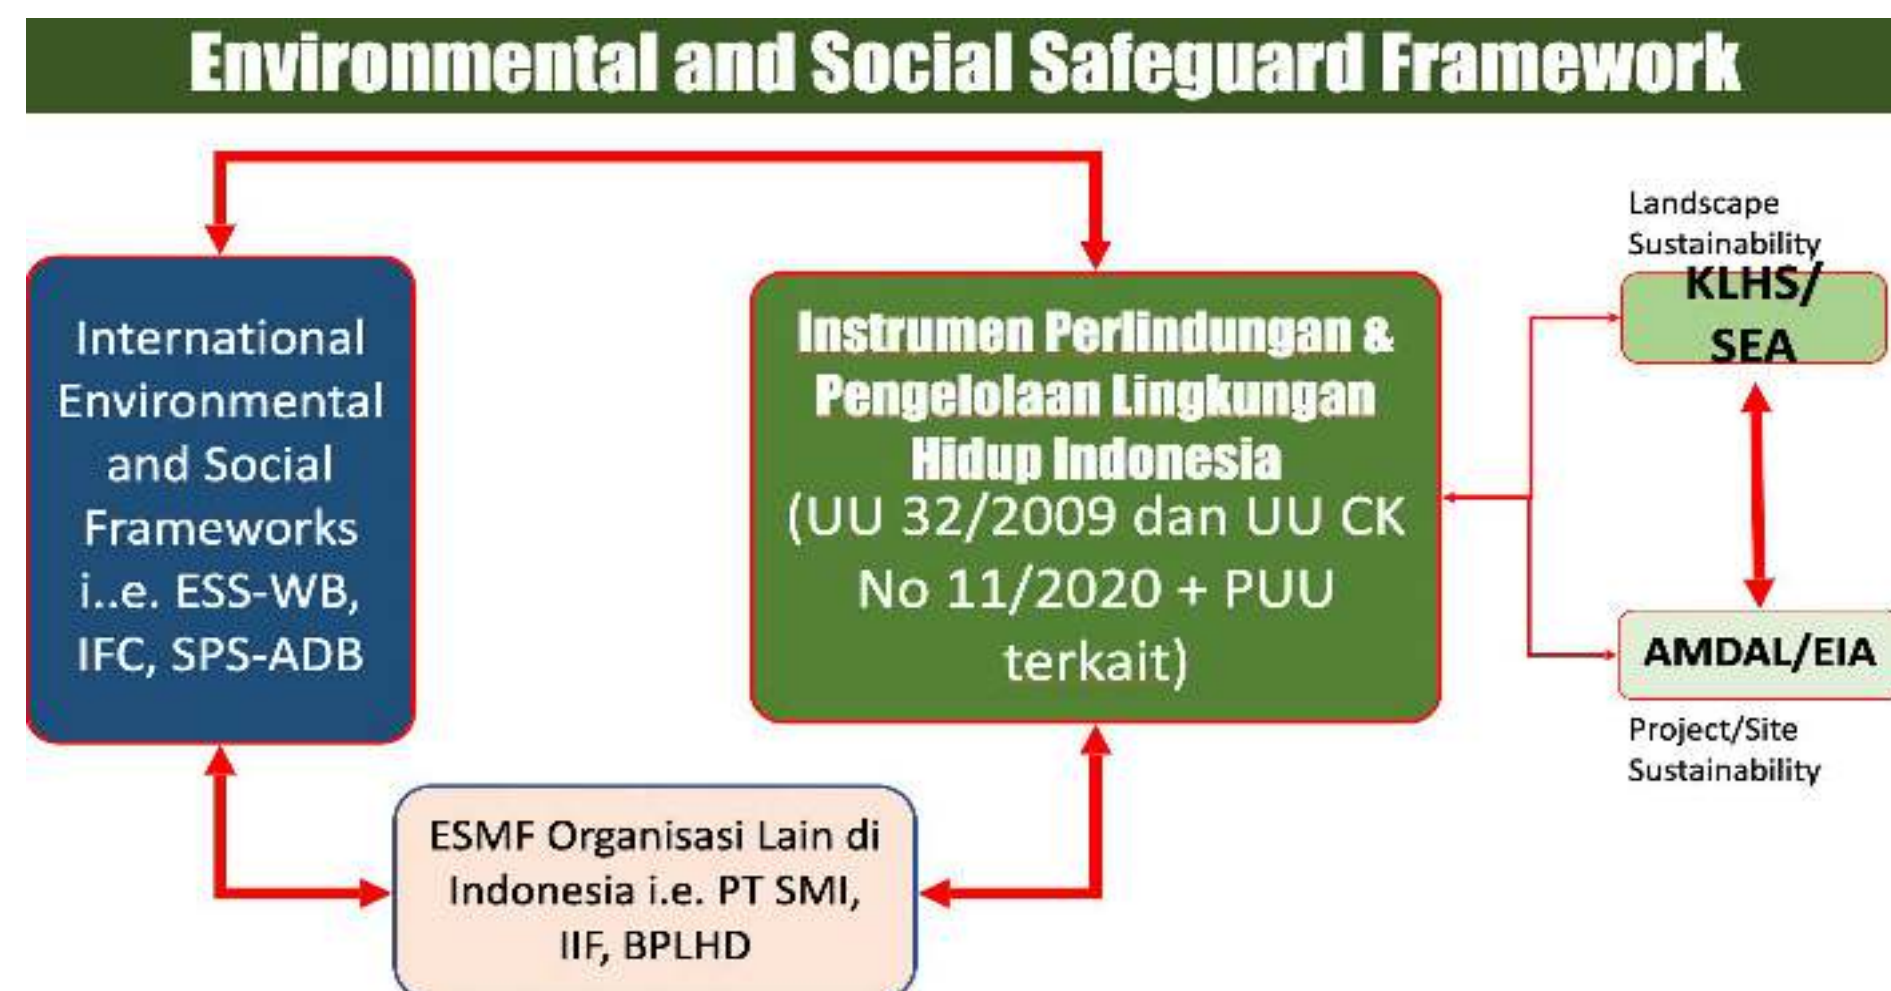 Environmental and Social Safeguard Framework
International
Environmental
and Social
Frameworks
i..e. ESS-WB,
IFC, SPS-ADB
Instrumen Perlindungan &
Pengelolaan Lingkungan
Hidup Indonesia
(UU 32/2009 dan UU CK
No 11/2020 + PUU
terkait)
Landscape
Sustainability
KLHS/
SEA
AMDAL/EIA
Project/Site
Sustainability
ESMF Organisasi Lain di
Indonesia i.e. PT SMI,
IIF, BPLHD